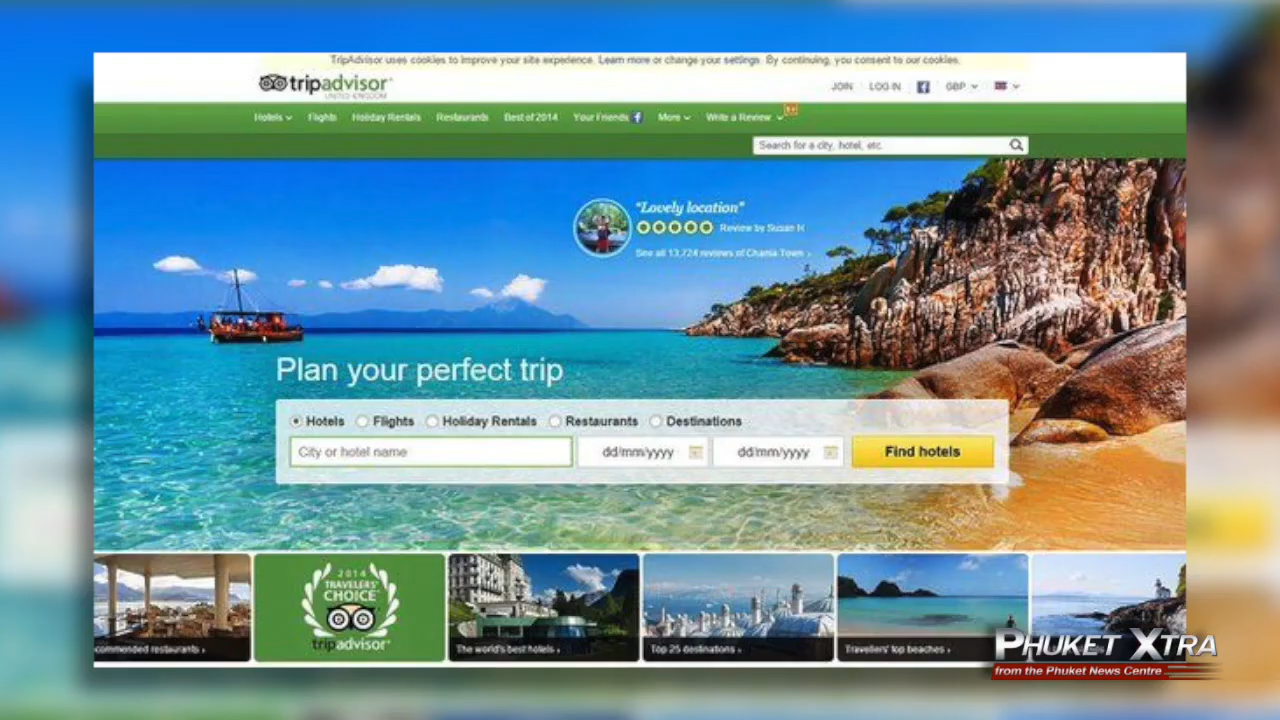 TripAdvisor uses cookies to improve your site experience. Learn more or change your settings. By continuing, you consent to our cookies.
tripadvisor
UNITED KINGDOM
JOIN LOG IN GBP
Hotels Flights Holiday Rentals Restaurants Best of 2014 Your Friends More Write a Review
Search for a city, hotel, etc.
"Lovely location"
Review by Susan H
See all 13,724 reviews of Chania Town
Plan your perfect trip
Hotels Flights Holiday Rentals Restaurants Destinations
City or hotel name dd/mm/yyyy dd/mm/yyyy Find hotels
2014
TRAVELERS'
CHOICE
tripadvisor
commended restaurants The world's best hotels Top 25 destinations Travellers' top beaches
PHUKET XTRA
from the Phuket News Centre